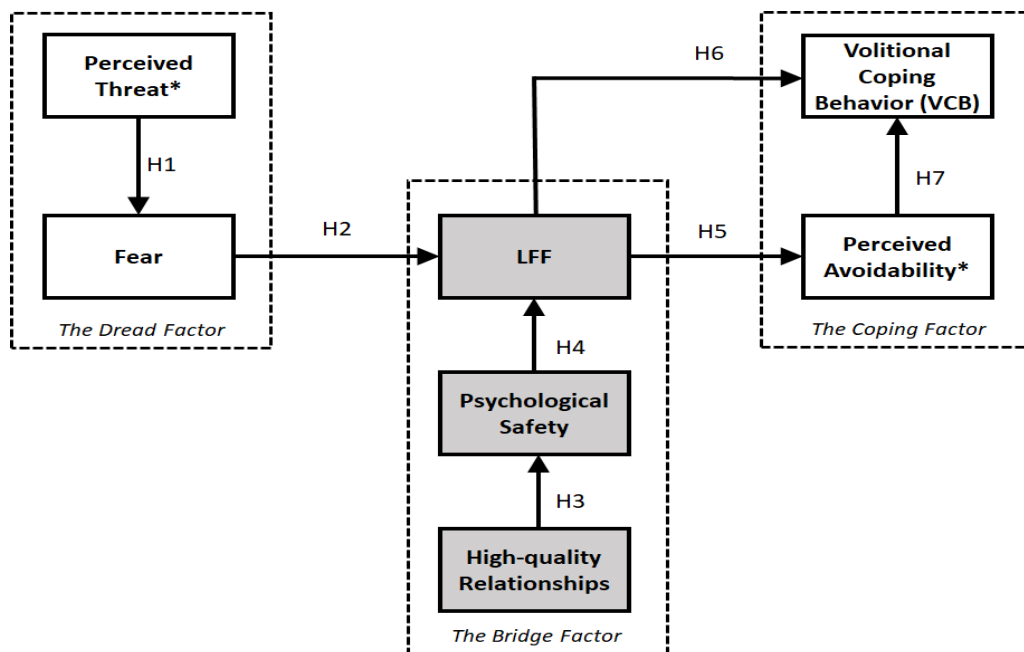 Perceived
Threat*
H1
Fear
The Dread Factor
H2
LFF
H4
Psychological
Safety
H3
High-quality
Relationships
The Bridge Factor
H6
H5
Volitional
Coping
Behavior (VCB)
H7
Perceived
Avoidability*
The Coping Factor